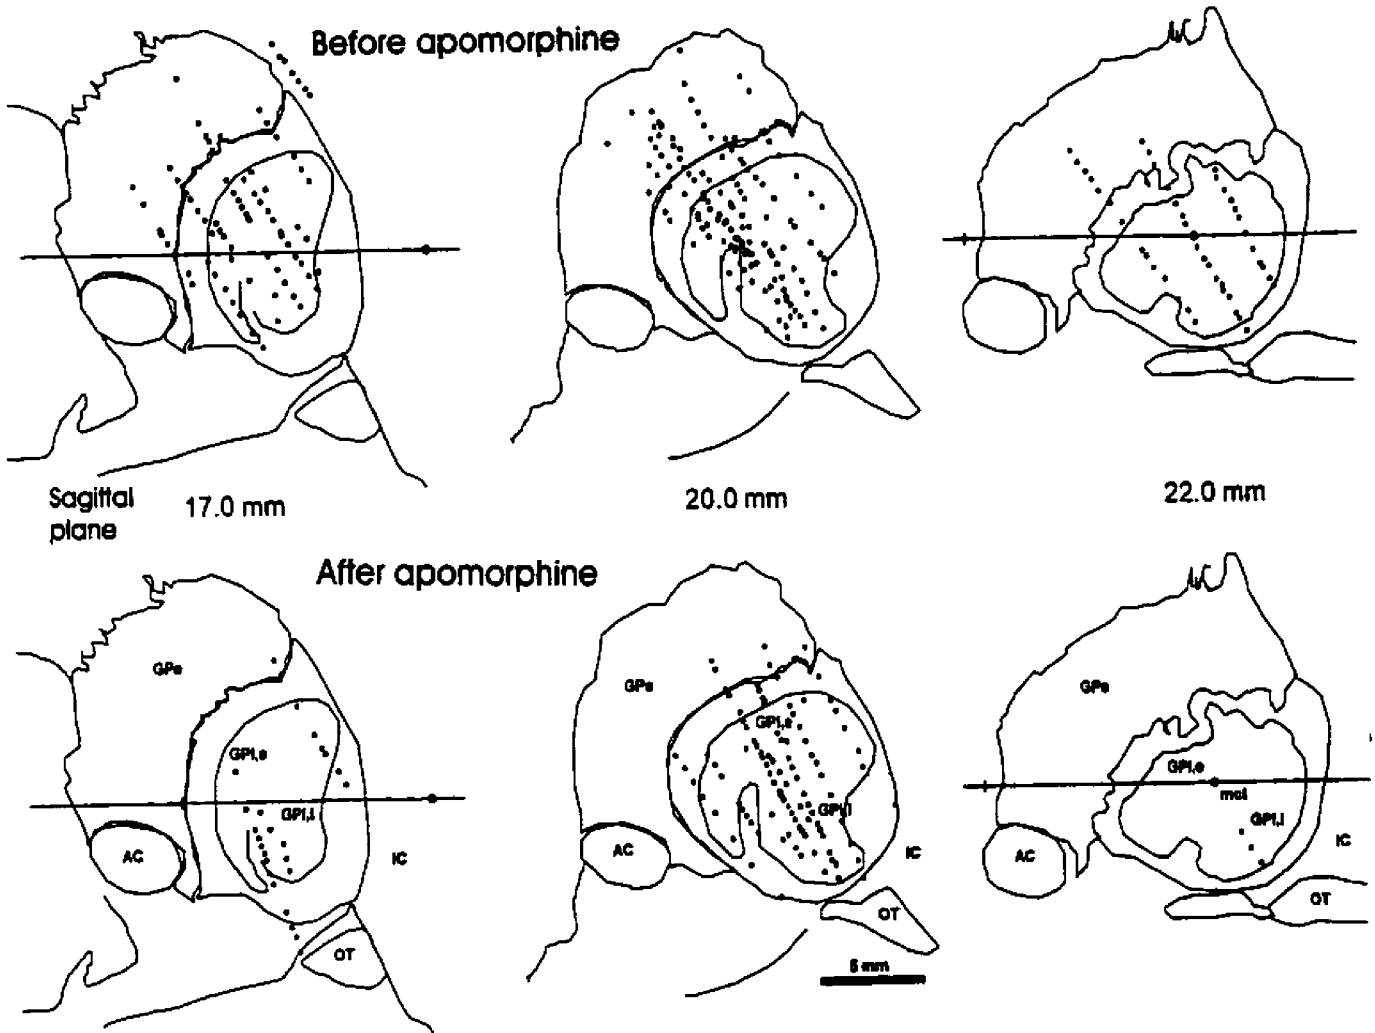 Before apomorphine
Sagittal
plane
17.0 mm
20.0 mm
22.0 mm
After apomorphine
GPe
GPi,e
GPi,i
AC
IC
OT
GPe
GPi,e
GPi,i
AC
IC
OT
5 mm
GPe
GPi,e
mcl
GPi,i
AC
IC
OT